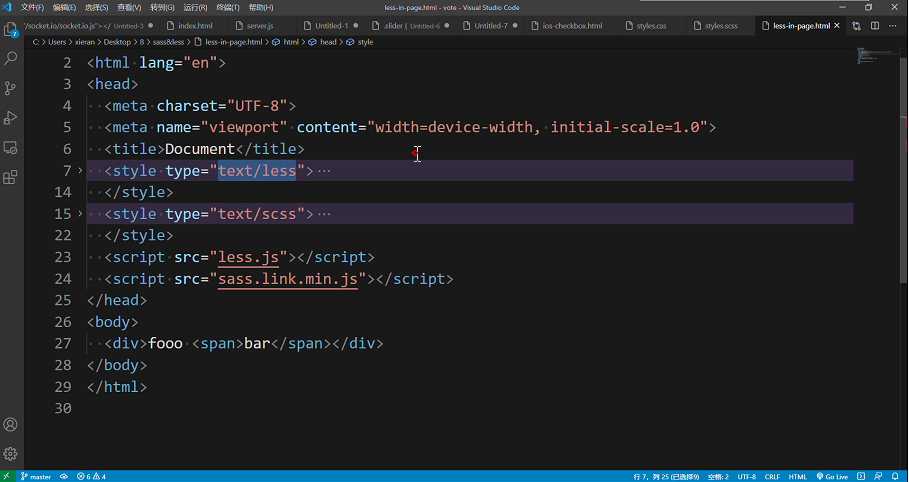 文件(F) 编辑(E) 选择(S) 查看(V) 转到(G) 运行(R) 终端(T) 帮助(H) less-in-page.html - vote - Visual Studio Code
"/socket.io/socket.io.js"></ Untitled-3 index.html server.js Untitled-1 .slider { Untitled-6 Untitled-7 ios-checkbox.html styles.css styles.scss less-in-page.html
C: > Users > xieran > Desktop > 8 > sass&less > less-in-page.html > html > head > style
2 <html lang="en">
3 <head>
4 <meta charset="UTF-8">
5 <meta name="viewport" content="width=device-width, initial-scale=1.0">
6 <title>Document</title>
7 <style type="text/less"> ...
14 </style>
15 <style type="text/scss"> ...
22 </style>
23 <script src="less.js"></script>
24 <script src="sass.link.min.js"></script>
25 </head>
26 <body>
27 <div>fooo <span>bar</span></div>
28 </body>
29 </html>
30
master 6 4 行 7，列 25 (已选择9) 空格: 2 UTF-8 CRLF HTML Go Live